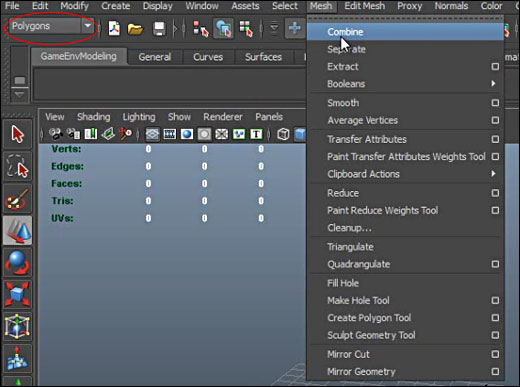 File Edit Modify Create Display Window Assets Select Mesh Edit Mesh Proxy Normals Color
Polygons
GameEnvModeling General Curves Surfaces
View Shading Lighting Show Renderer Panels
Verts: 0 0 0
Edges: 0 0 0
Faces: 0 0 0
Tris: 0 0 0
UVs: 0 0 0
Combine
Separate
Extract
Booleans
Smooth
Average Vertices
Transfer Attributes
Paint Transfer Attributes Weights Tool
Clipboard Actions
Reduce
Paint Reduce Weights Tool
Cleanup...
Triangulate
Quadrangulate
Fill Hole
Make Hole Tool
Create Polygon Tool
Sculpt Geometry Tool
Mirror Cut
Mirror Geometry